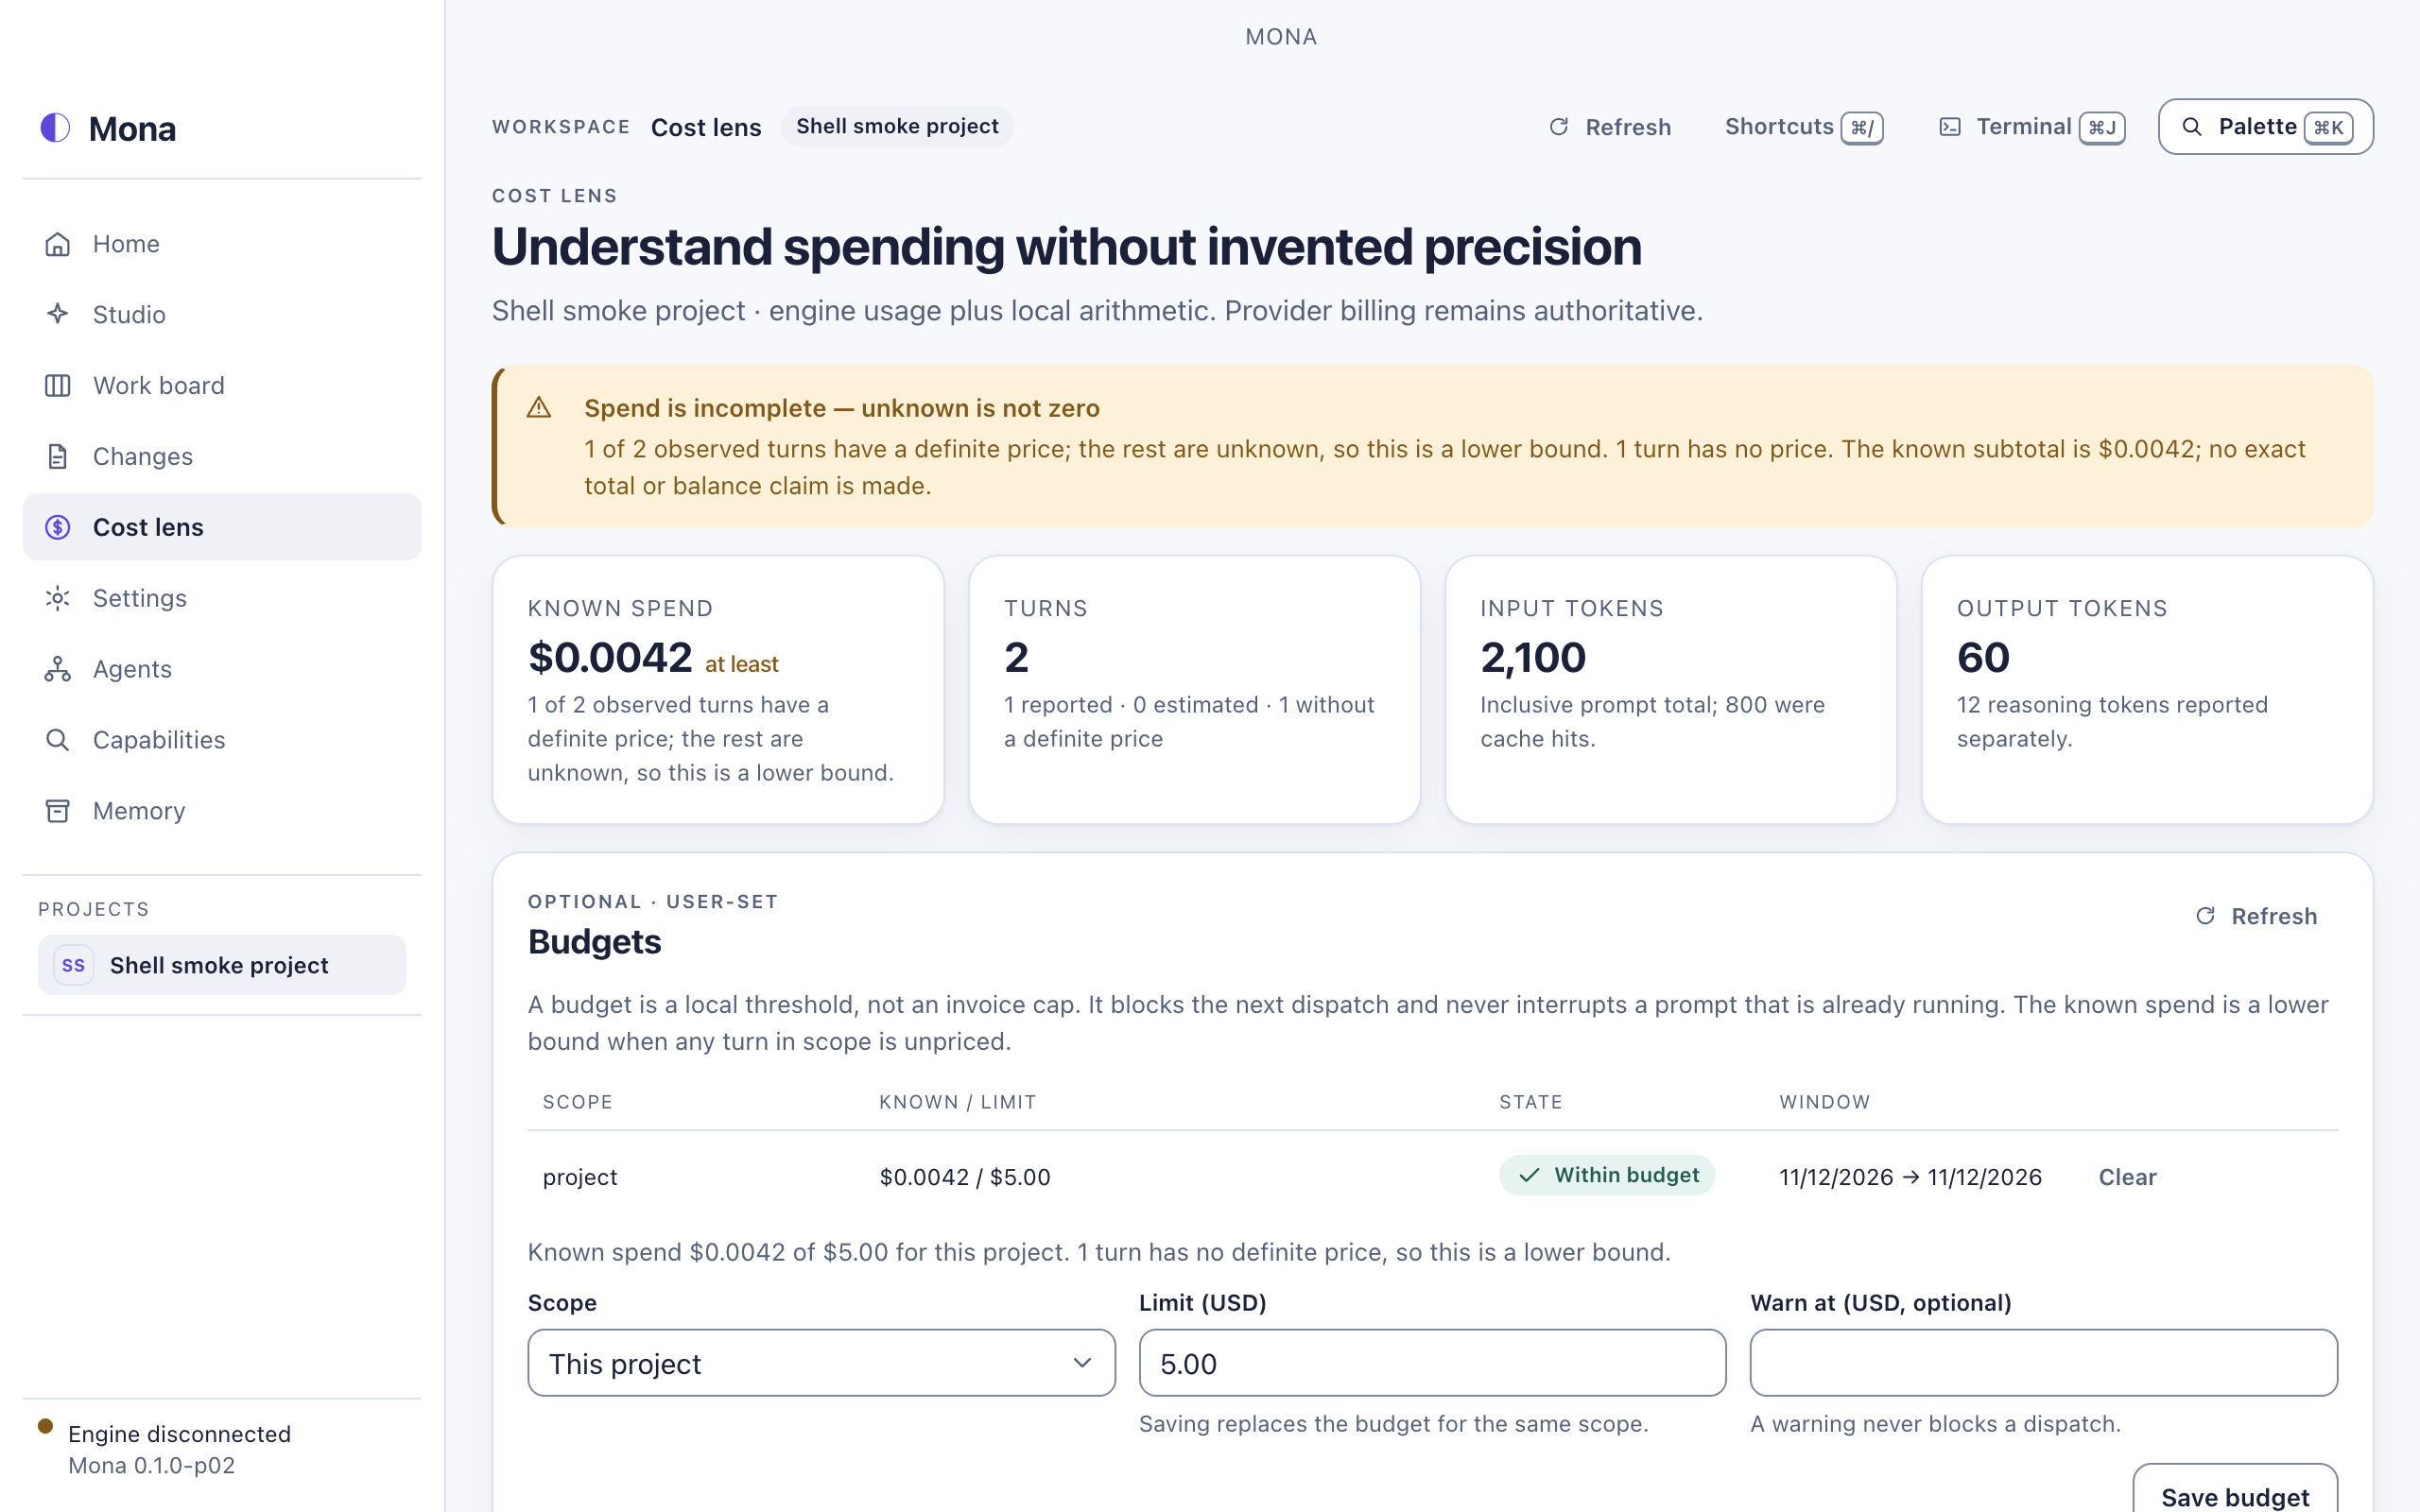 MONA
Mona
Home
Studio
Work board
Changes
Cost lens
Settings
Agents
Capabilities
Memory
PROJECTS
SS Shell smoke project
Engine disconnected
Mona 0.1.0-p02
WORKSPACE Cost lens Shell smoke project
Refresh Shortcuts ⌘/ Terminal ⌘J Palette ⌘K
COST LENS
Understand spending without invented precision
Shell smoke project · engine usage plus local arithmetic. Provider billing remains authoritative.
Spend is incomplete — unknown is not zero
1 of 2 observed turns have a definite price; the rest are unknown, so this is a lower bound. 1 turn has no price. The known subtotal is $0.0042; no exact
total or balance claim is made.
KNOWN SPEND
$0.0042 at least
1 of 2 observed turns have a
definite price; the rest are
unknown, so this is a lower bound.
TURNS
2
1 reported · 0 estimated · 1 without
a definite price
INPUT TOKENS
2,100
Inclusive prompt total; 800 were
cache hits.
OUTPUT TOKENS
60
12 reasoning tokens reported
separately.
OPTIONAL · USER-SET
Budgets
Refresh
A budget is a local threshold, not an invoice cap. It blocks the next dispatch and never interrupts a prompt that is already running. The known spend is a lower
bound when any turn in scope is unpriced.
SCOPE KNOWN / LIMIT STATE WINDOW
project $0.0042 / $5.00 Within budget 11/12/2026 → 11/12/2026 Clear
Known spend $0.0042 of $5.00 for this project. 1 turn has no definite price, so this is a lower bound.
Scope
This project
Limit (USD)
5.00
Saving replaces the budget for the same scope.
Warn at (USD, optional)
A warning never blocks a dispatch.
Save budget